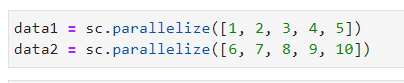 data1 = sc.parallelize([1, 2, 3, 4, 5])
data2 = sc.parallelize([6, 7, 8, 9, 10])